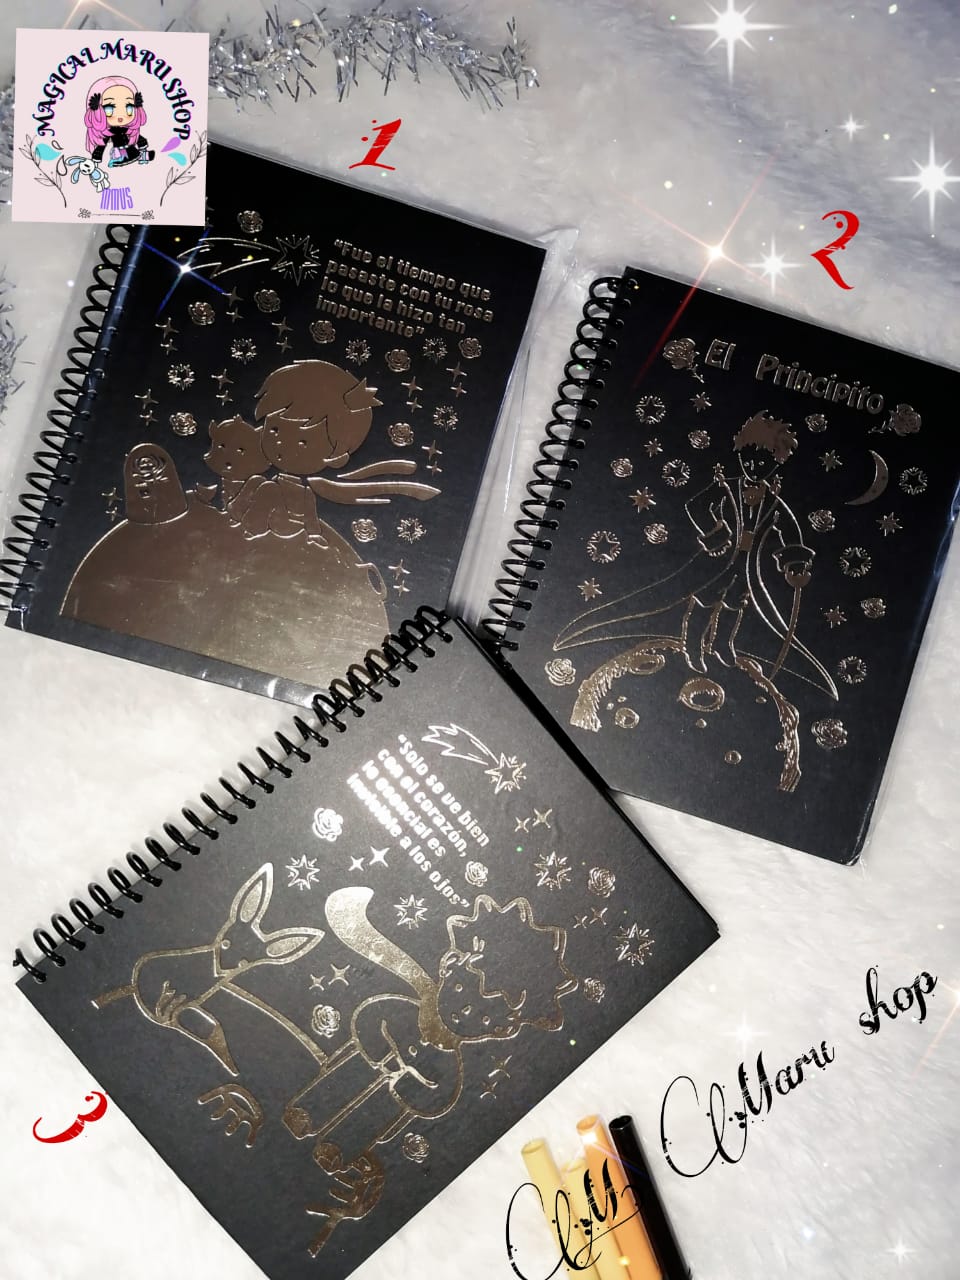 MAGICAL MARU SHOP
MMUS
1
"Fue el tiempo que
pasaste con tu rosa
lo que la hizo tan
importante"
2
El Principito
"Solo se ve bien
con el corazón,
lo esencial es
invisible a los ojos"
3
M Maru shop